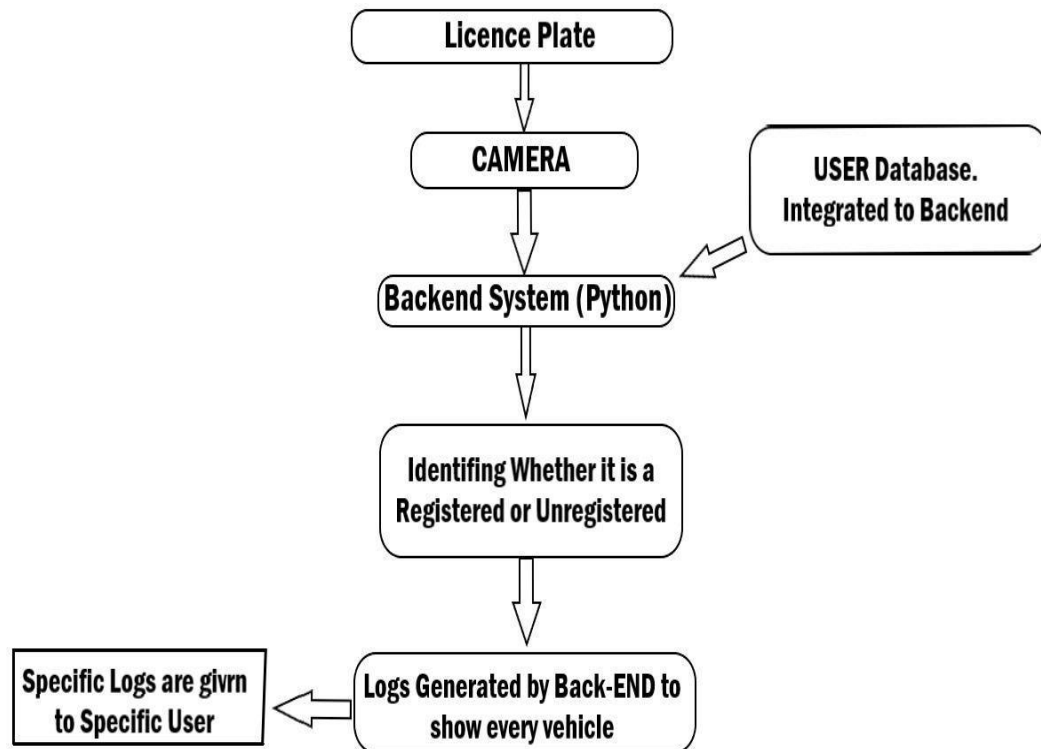 Licence Plate
CAMERA
USER Database.
Integrated to Backend
Backend System (Python)
Identifing Whether it is a
Registered or Unregistered
Logs Generated by Back-END to
show every vehicle
Specific Logs are givrn
to Specific User